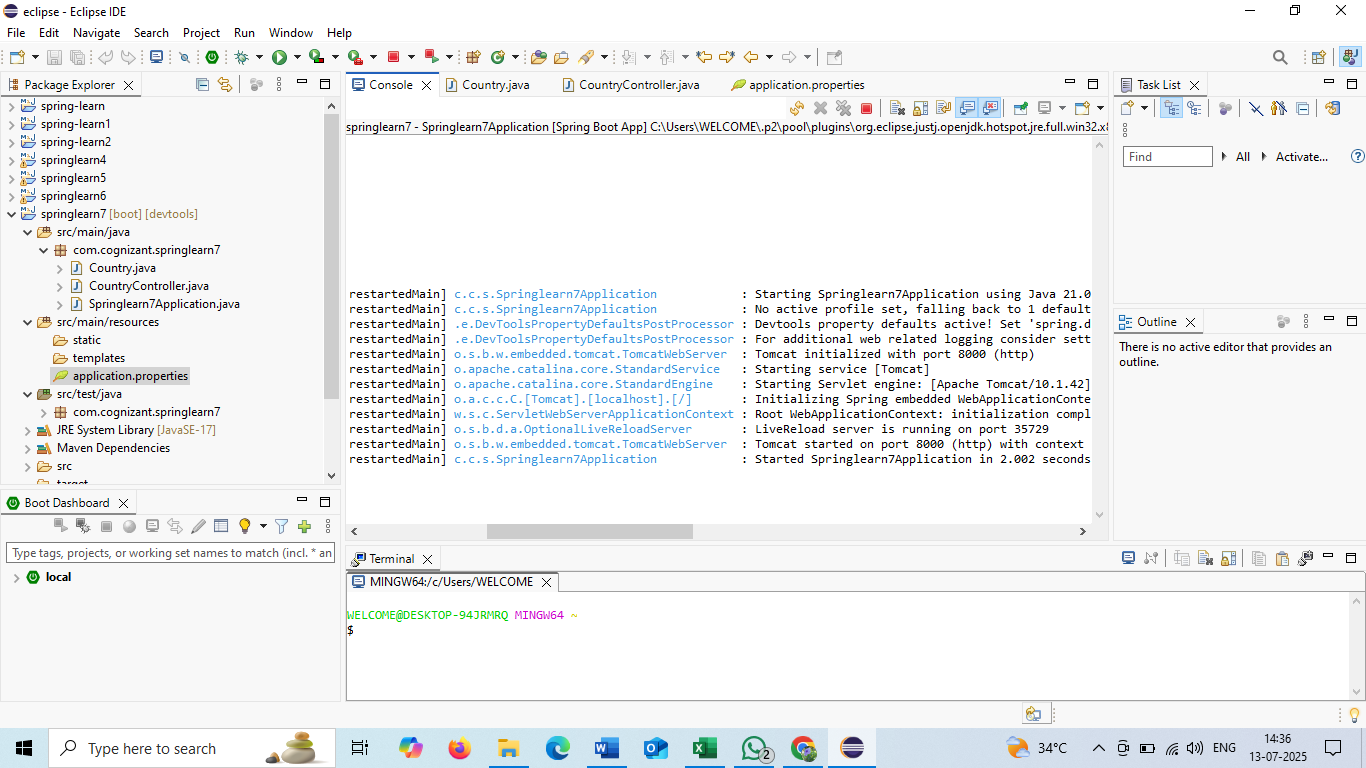 eclipse - Eclipse IDE
File Edit Navigate Search Project Run Window Help
Package Explorer
spring-learn
spring-learn1
spring-learn2
springlearn4
springlearn5
springlearn6
springlearn7 [boot] [devtools]
src/main/java
com.cognizant.springlearn7
Country.java
CountryController.java
Springlearn7Application.java
src/main/resources
static
templates
application.properties
src/test/java
com.cognizant.springlearn7
JRE System Library [JavaSE-17]
Maven Dependencies
src
target
Boot Dashboard
Type tags, projects, or working set names to match (incl. * an
local
Console Country.java CountryController.java application.properties
springlearn7 - Springlearn7Application [Spring Boot App] C:\Users\WELCOME\.p2\pool\plugins\org.eclipse.justj.openjdk.hotspot.jre.full.win32.x8
restartedMain] c.c.s.Springlearn7Application : Starting Springlearn7Application using Java 21.0
restartedMain] c.c.s.Springlearn7Application : No active profile set, falling back to 1 default
restartedMain] .e.DevToolsPropertyDefaultsPostProcessor : Devtools property defaults active! Set 'spring.d
restartedMain] .e.DevToolsPropertyDefaultsPostProcessor : For additional web related logging consider sett
restartedMain] o.s.b.w.embedded.tomcat.TomcatWebServer : Tomcat initialized with port 8000 (http)
restartedMain] o.apache.catalina.core.StandardService : Starting service [Tomcat]
restartedMain] o.apache.catalina.core.StandardEngine : Starting Servlet engine: [Apache Tomcat/10.1.42]
restartedMain] o.a.c.c.C.[Tomcat].[localhost].[/] : Initializing Spring embedded WebApplicationConte
restartedMain] w.s.c.ServletWebServerApplicationContext : Root WebApplicationContext: initialization compl
restartedMain] o.s.b.d.a.OptionalLiveReloadServer : LiveReload server is running on port 35729
restartedMain] o.s.b.w.embedded.tomcat.TomcatWebServer : Tomcat started on port 8000 (http) with context
restartedMain] c.c.s.Springlearn7Application : Started Springlearn7Application in 2.002 seconds
Terminal
MINGW64:/c/Users/WELCOME
WELCOME@DESKTOP-94JRMRQ MINGW64 ~
$
Task List
Find All Activate...
Outline
There is no active editor that provides an
outline.
Type here to search
2
34°C
ENG
14:36
13-07-2025